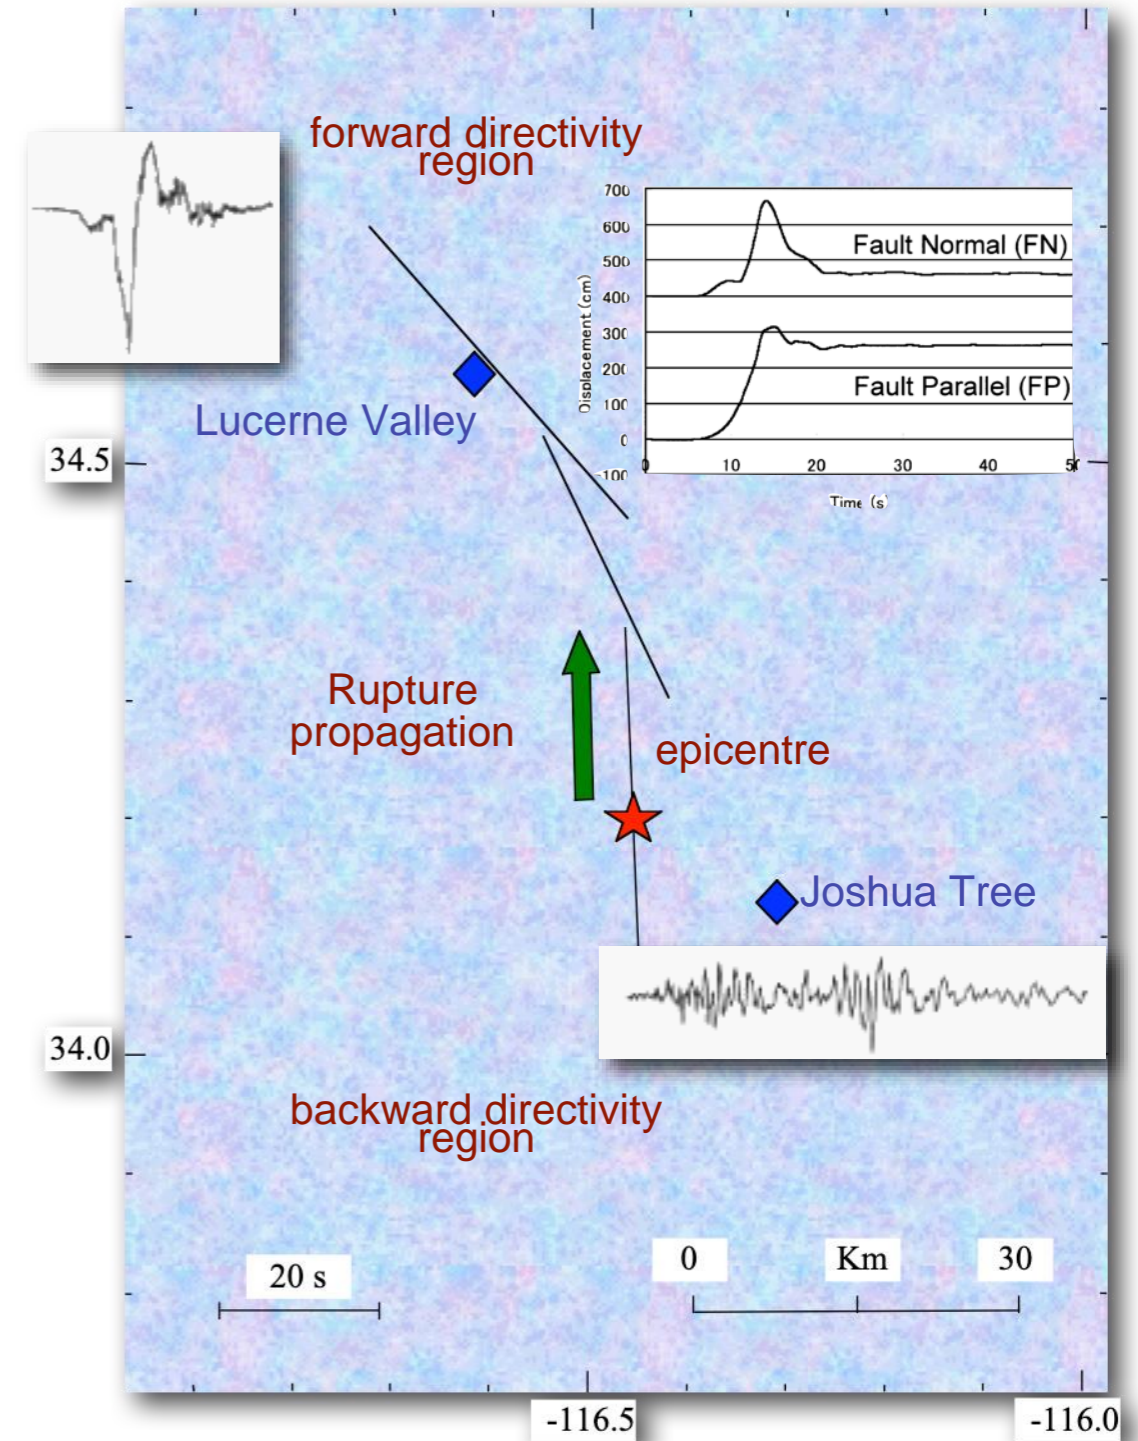 forward directivity
region
700
600
500
400
300
200
100
0
-100
Displacement (cm)
Fault Normal (FN)
Fault Parallel (FP)
0 10 20 30 40 50
Time (s)
Lucerne Valley
34.5
Rupture
propagation
epicentre
Joshua Tree
34.0
backward directivity
region
20 s
0 Km 30
-116.5 -116.0